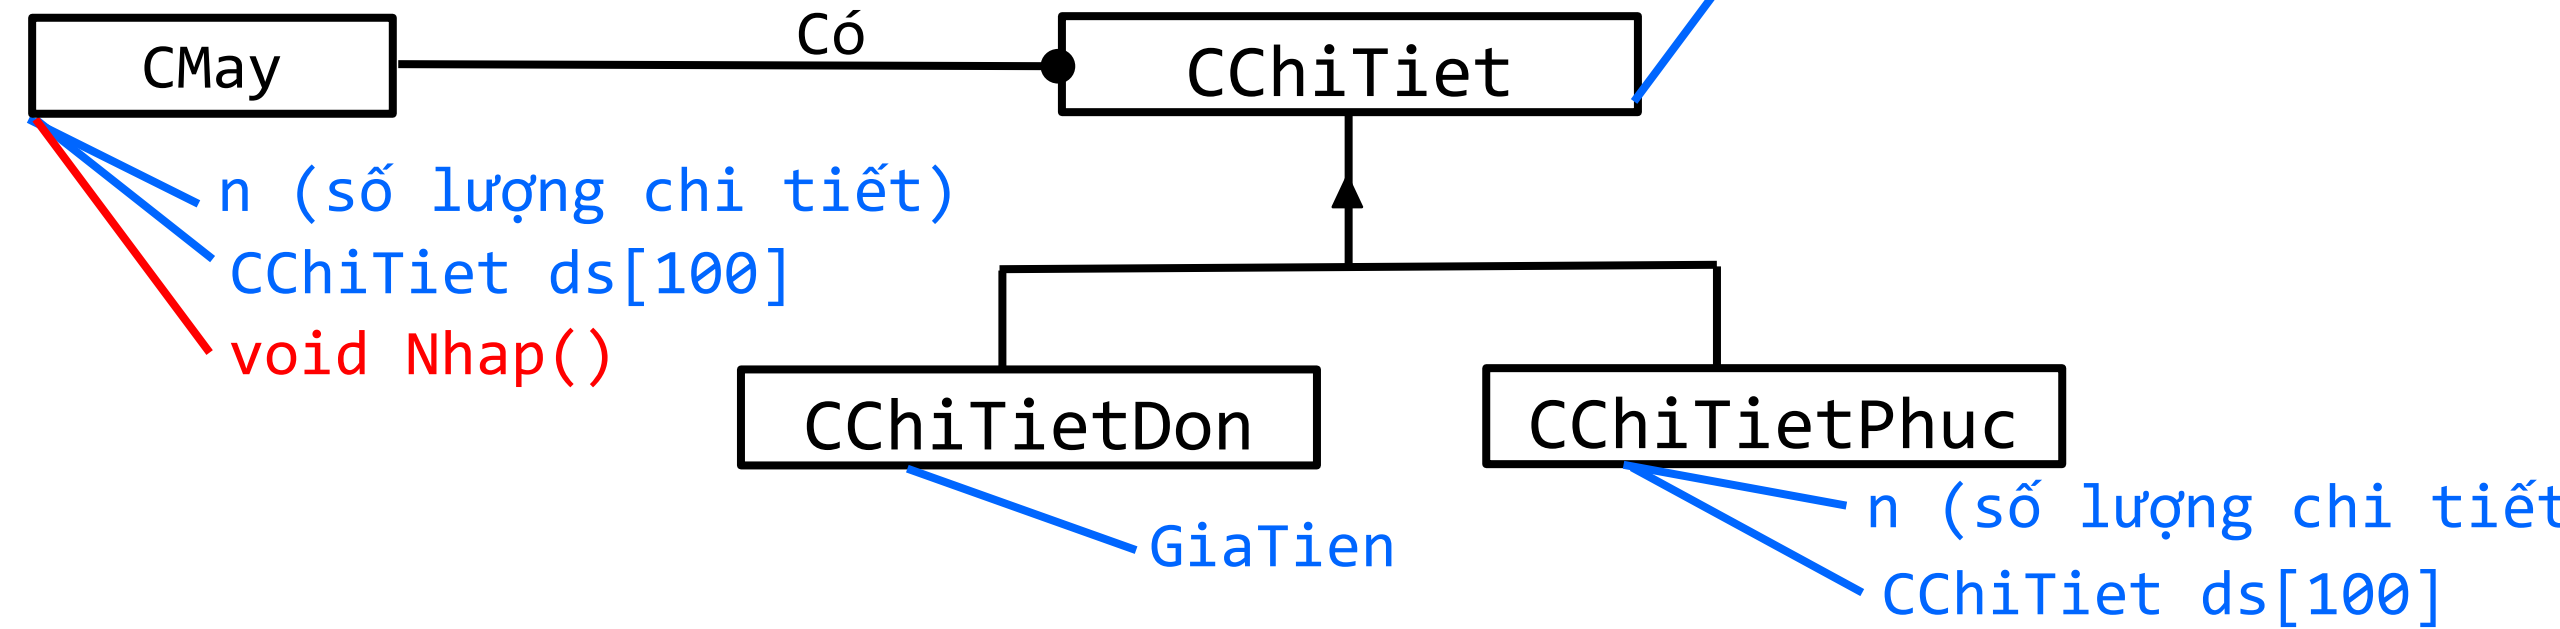 CMay
Có
CChiTiet
n (số lượng chi tiết)
CChiTiet ds[100]
void Nhap()
CChiTietDon
CChiTietPhuc
GiaTien
n (số lượng chi tiết
CChiTiet ds[100]